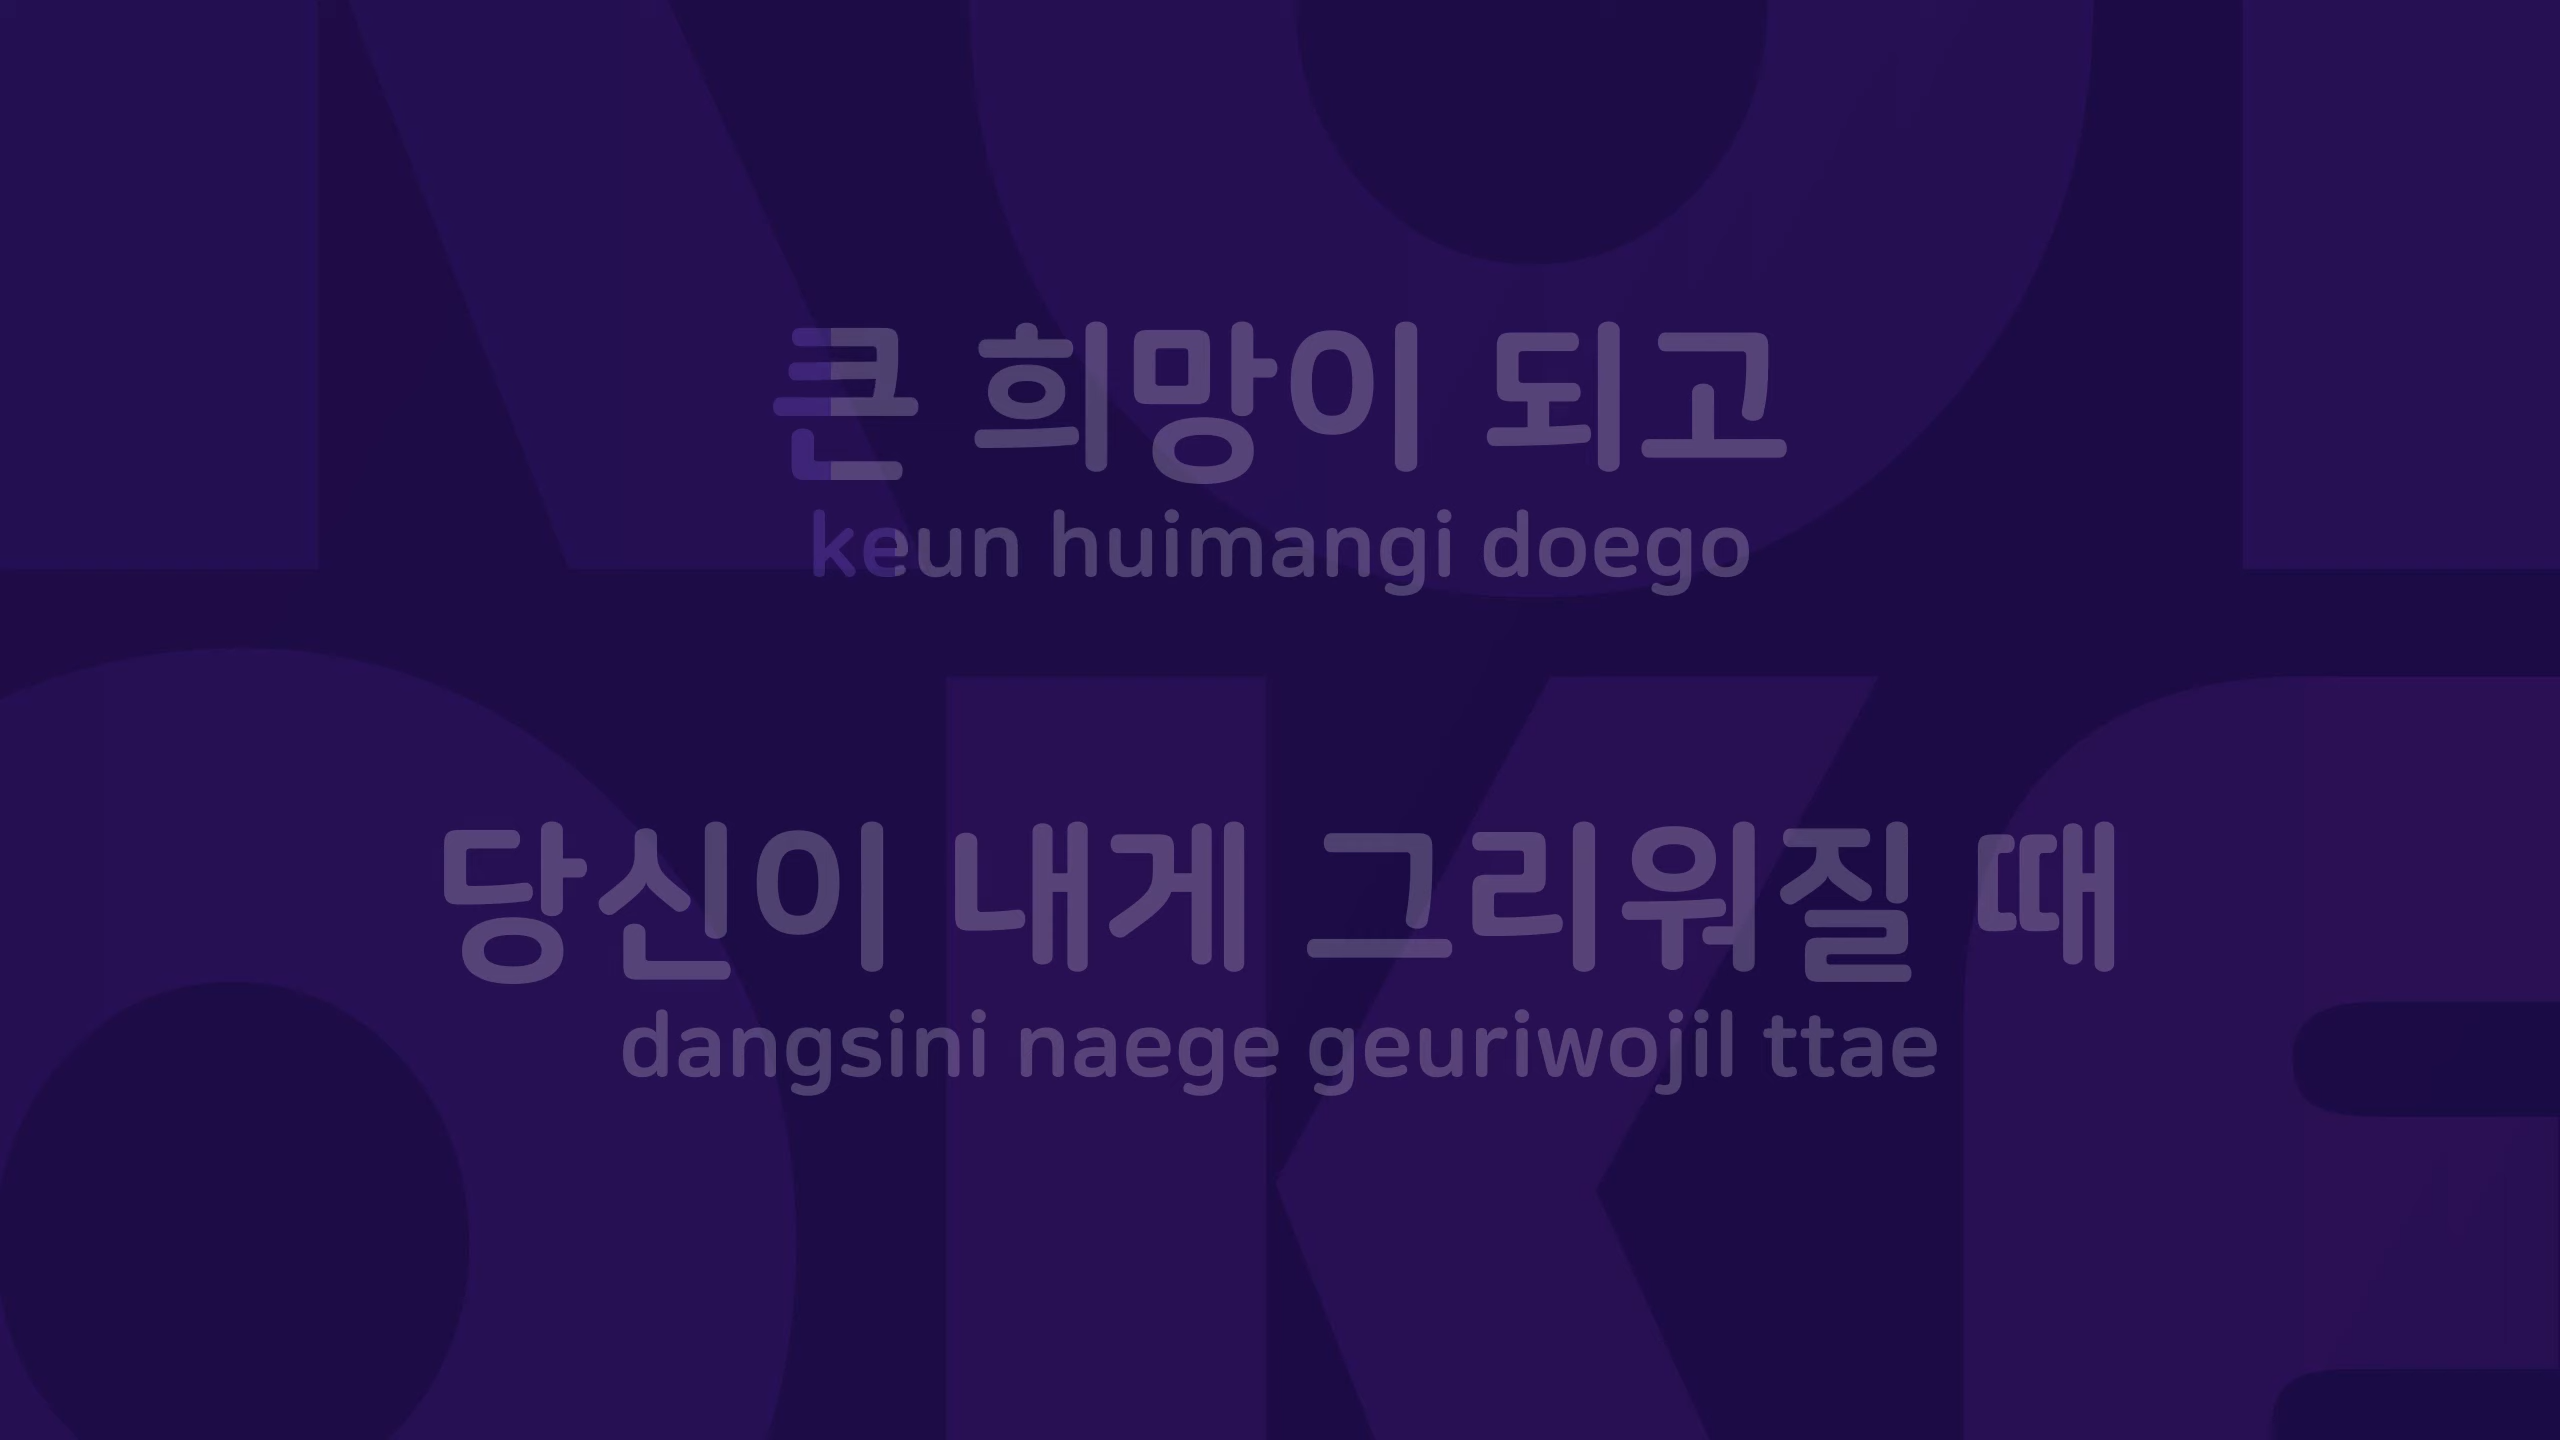 큰 희망이 되고
keun huimangi doego
당신이 내게 그리워질 때
dangsini naege geuriwojil ttae